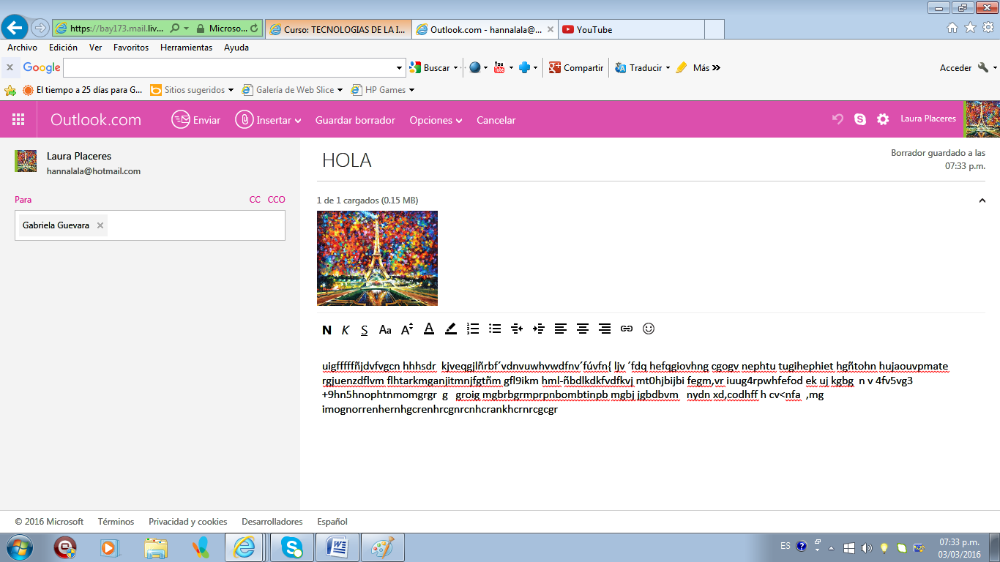 https://bay173.mail.liv... Microso...
Curso: TECNOLOGIAS DE LA I...
Outlook.com - hannalala@...
YouTube
Archivo Edición Ver Favoritos Herramientas Ayuda
x Google Buscar Compartir Traducir Más » Acceder
El tiempo a 25 días para G... Sitios sugeridos Galería de Web Slice HP Games
Outlook.com Enviar Insertar Guardar borrador Opciones Cancelar Laura Placeres
Laura Placeres
hannalala@hotmail.com
Para CC CCO
Gabriela Guevara
HOLA
Borrador guardado a las
07:33 p.m.
1 de 1 cargados (0.15 MB)
N K S Aa A A
uigfffffñjdvfvgcn hhhsdr kjveqgjlñrbf´vdnvuwhvwdfnv´fúvfn{ ljv ´fdq hefqgiovhng cgogv nephtu tugihephiet hgñtohn hujaouvpmate
rgjuenzdflvm flhtarkmganjitmnjfgtñm gfl9ikm hml-ñbdlkdkfvdfkvj mt0hjbijbi fegm,vr iuug4rpwhfefod ek uj kgbg n v 4fv5vg3
+9hn5hnophtnmomgrgr g groig mgbrbgrmprpnbombtinpb mgbj jgbdbvm nydn xd,codhff h cv<nfa ,mg
imognorrenhernhgcrenhrcgnrcnhcrankhcrnrcgcgr
© 2016 Microsoft Términos Privacidad y cookies Desarrolladores Español
ES 07:33 p.m.
03/03/2016